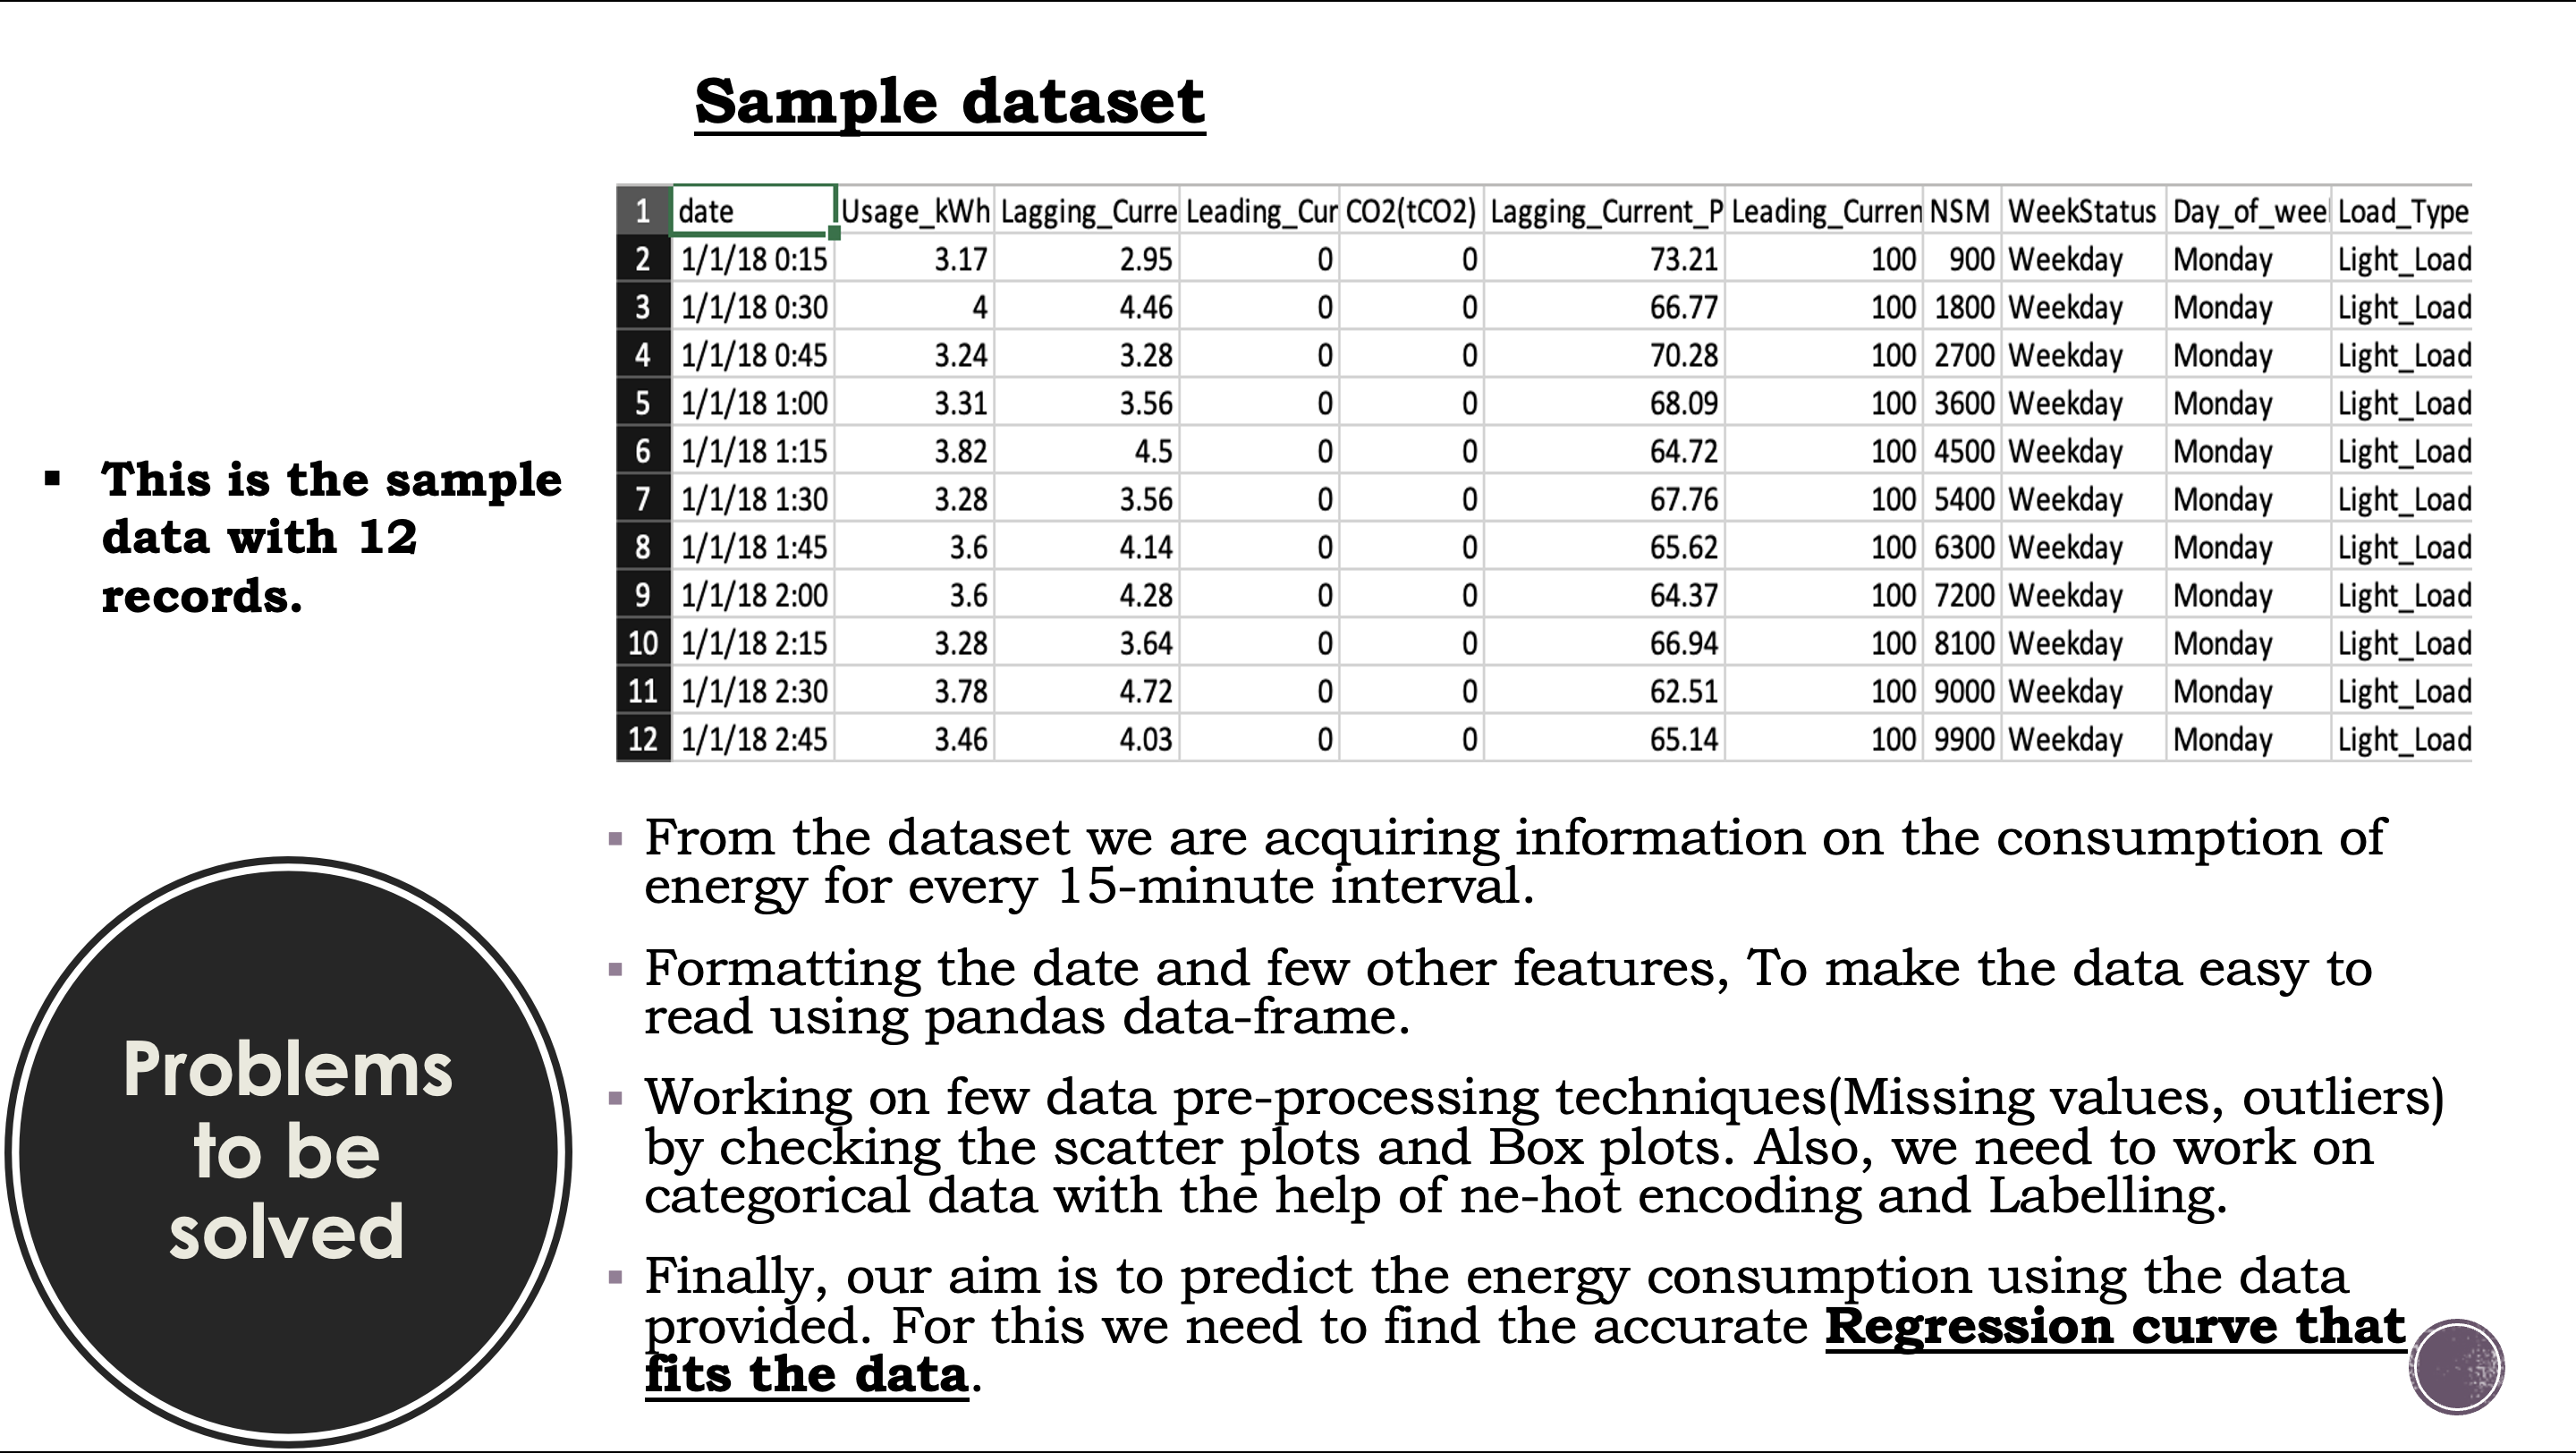 Sample dataset
1 date Usage_kWh Lagging_Curre Leading_Cur CO2(tCO2) Lagging_Current_P Leading_Curren NSM WeekStatus Day_of_wee Load_Type
2 1/1/18 0:15 3.17 2.95 0 0 73.21 100 900 Weekday Monday Light_Load
3 1/1/18 0:30 4 4.46 0 0 66.77 100 1800 Weekday Monday Light_Load
4 1/1/18 0:45 3.24 3.28 0 0 70.28 100 2700 Weekday Monday Light_Load
5 1/1/18 1:00 3.31 3.56 0 0 68.09 100 3600 Weekday Monday Light_Load
6 1/1/18 1:15 3.82 4.5 0 0 64.72 100 4500 Weekday Monday Light_Load
7 1/1/18 1:30 3.28 3.56 0 0 67.76 100 5400 Weekday Monday Light_Load
8 1/1/18 1:45 3.6 4.14 0 0 65.62 100 6300 Weekday Monday Light_Load
9 1/1/18 2:00 3.6 4.28 0 0 64.37 100 7200 Weekday Monday Light_Load
10 1/1/18 2:15 3.28 3.64 0 0 66.94 100 8100 Weekday Monday Light_Load
11 1/1/18 2:30 3.78 4.72 0 0 62.51 100 9000 Weekday Monday Light_Load
12 1/1/18 2:45 3.46 4.03 0 0 65.14 100 9900 Weekday Monday Light_Load
▪ This is the sample
data with 12
records.
Problems
to be
solved
▪ From the dataset we are acquiring information on the consumption of
energy for every 15-minute interval.
▪ Formatting the date and few other features, To make the data easy to
read using pandas data-frame.
▪ Working on few data pre-processing techniques(Missing values, outliers)
by checking the scatter plots and Box plots. Also, we need to work on
categorical data with the help of ne-hot encoding and Labelling.
▪ Finally, our aim is to predict the energy consumption using the data
provided. For this we need to find the accurate Regression curve that
fits the data.